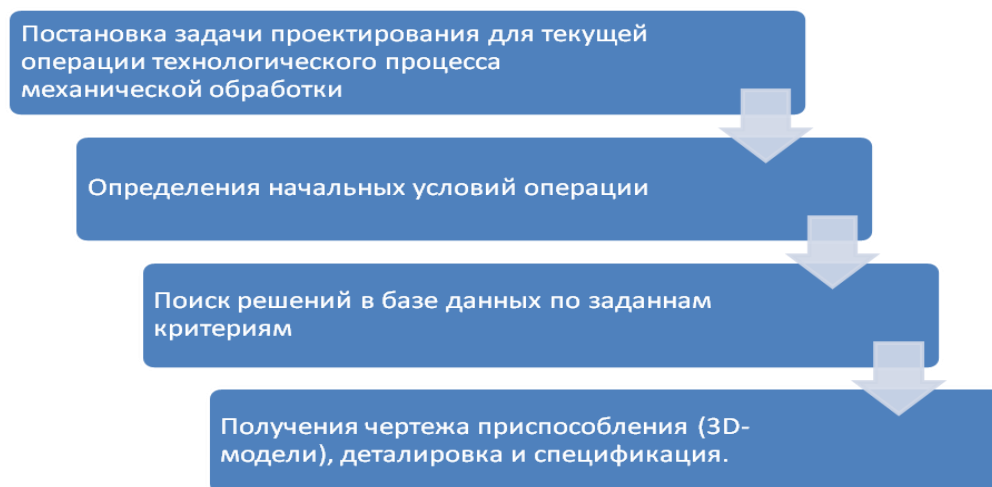 Постановка задачи проектирования для текущей
операции технологического процесса
механической обработки
Определения начальных условий операции
Поиск решений в базе данных по заданнам
критериям
Получения чертежа приспособления (3D-
модели), деталировка и спецификация.